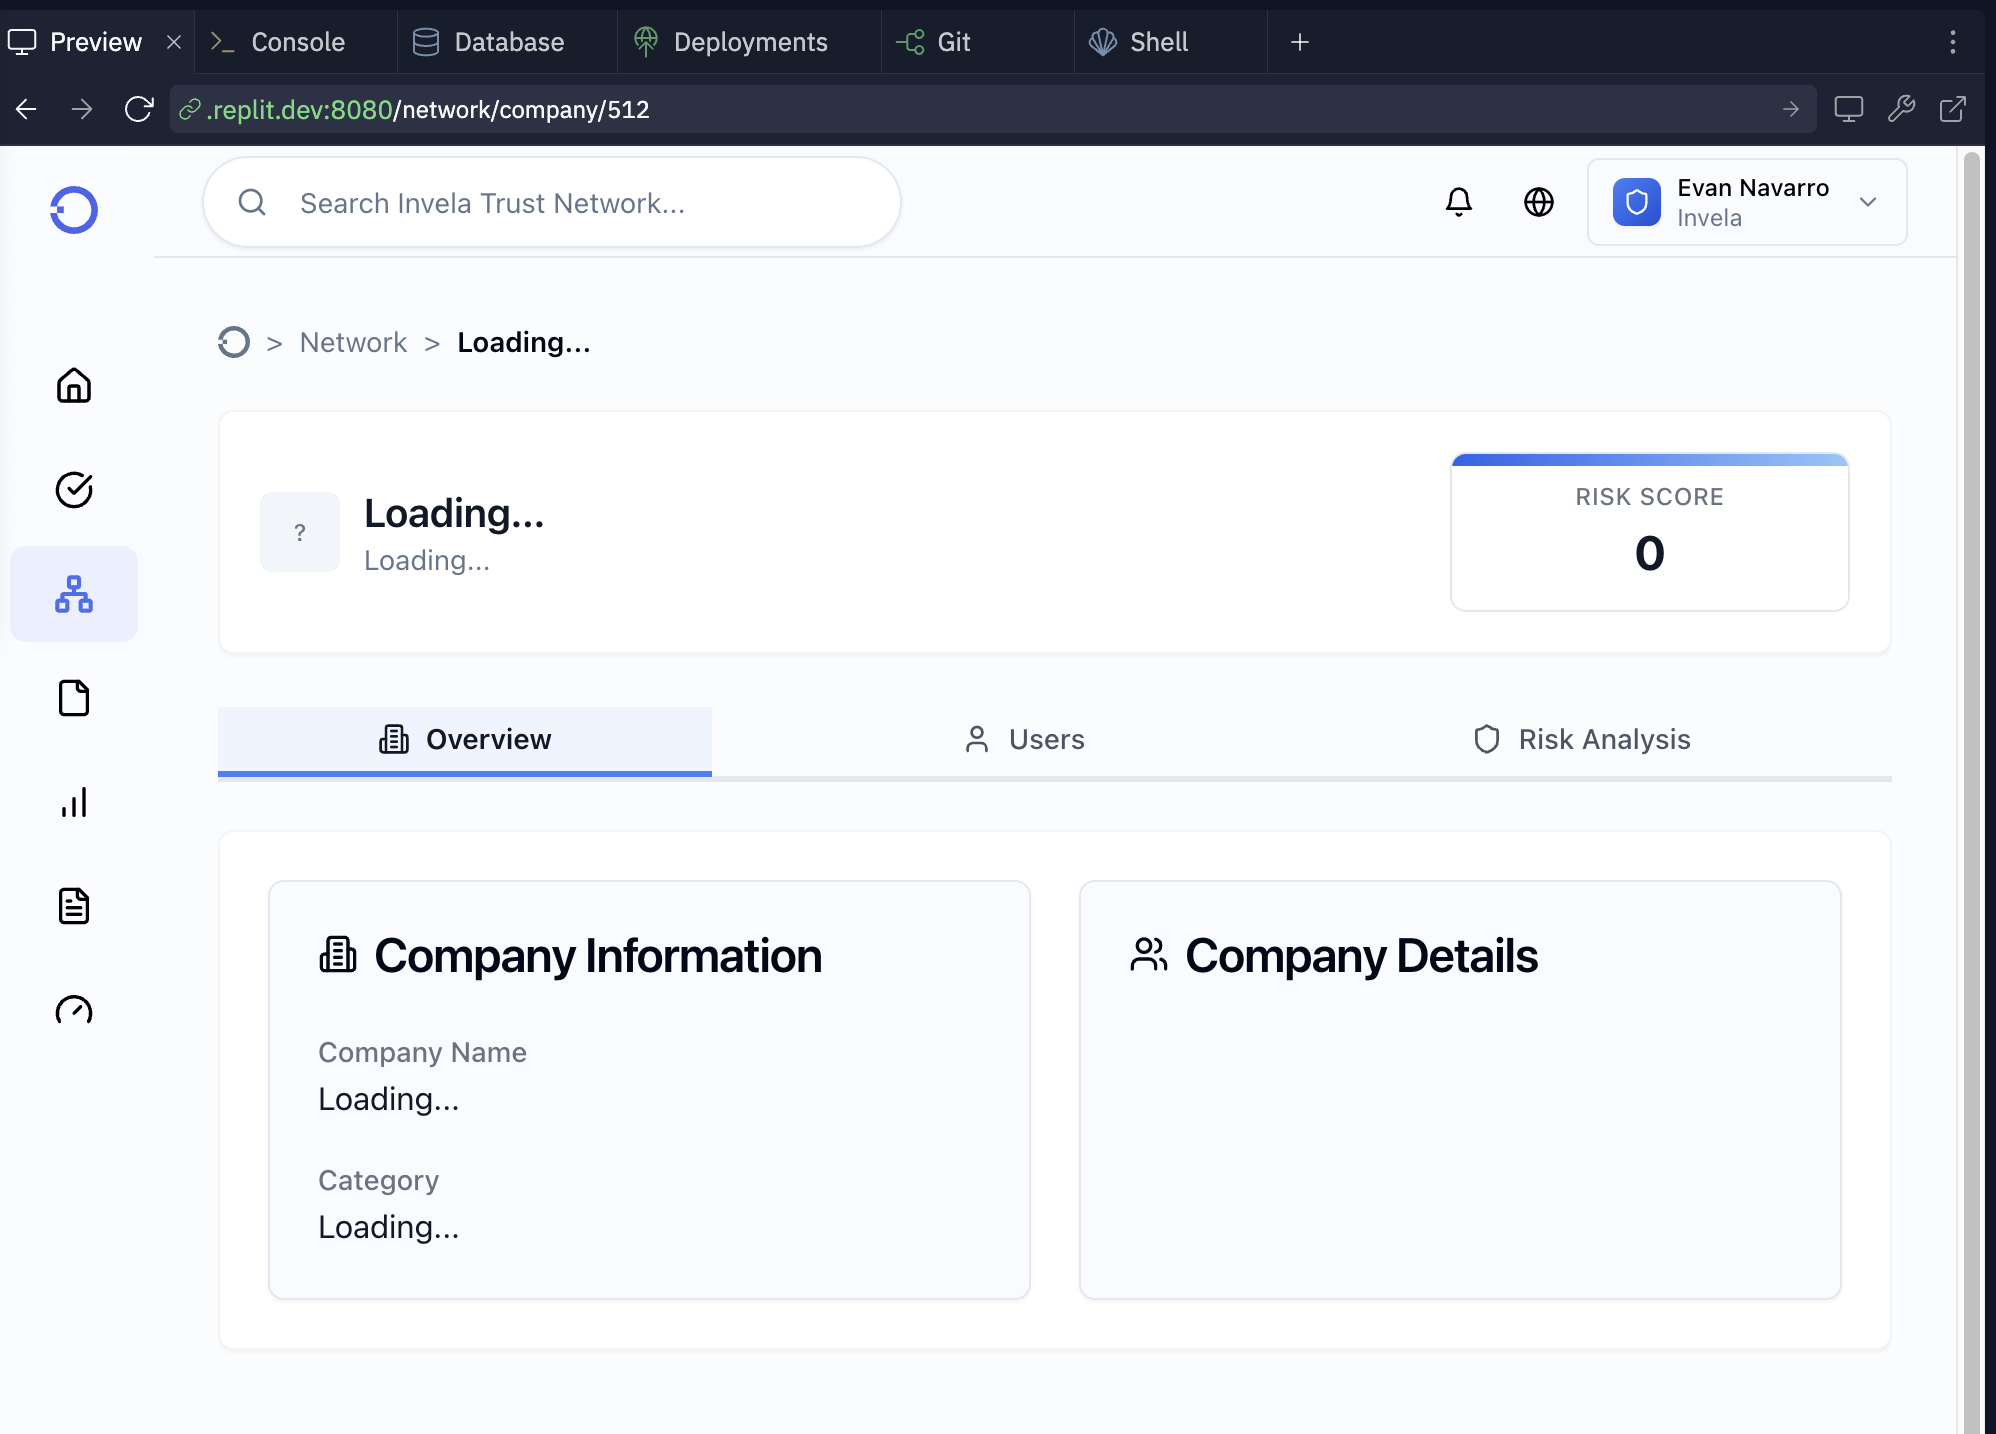 Preview
Console
Database
Deployments
Git
Shell
.replit.dev:8080/network/company/512
Search Invela Trust Network...
Evan Navarro
Invela
> Network > Loading...
?
Loading...
Loading...
RISK SCORE
0
Overview
Users
Risk Analysis
Company Information
Company Name
Loading...
Category
Loading...
Company Details